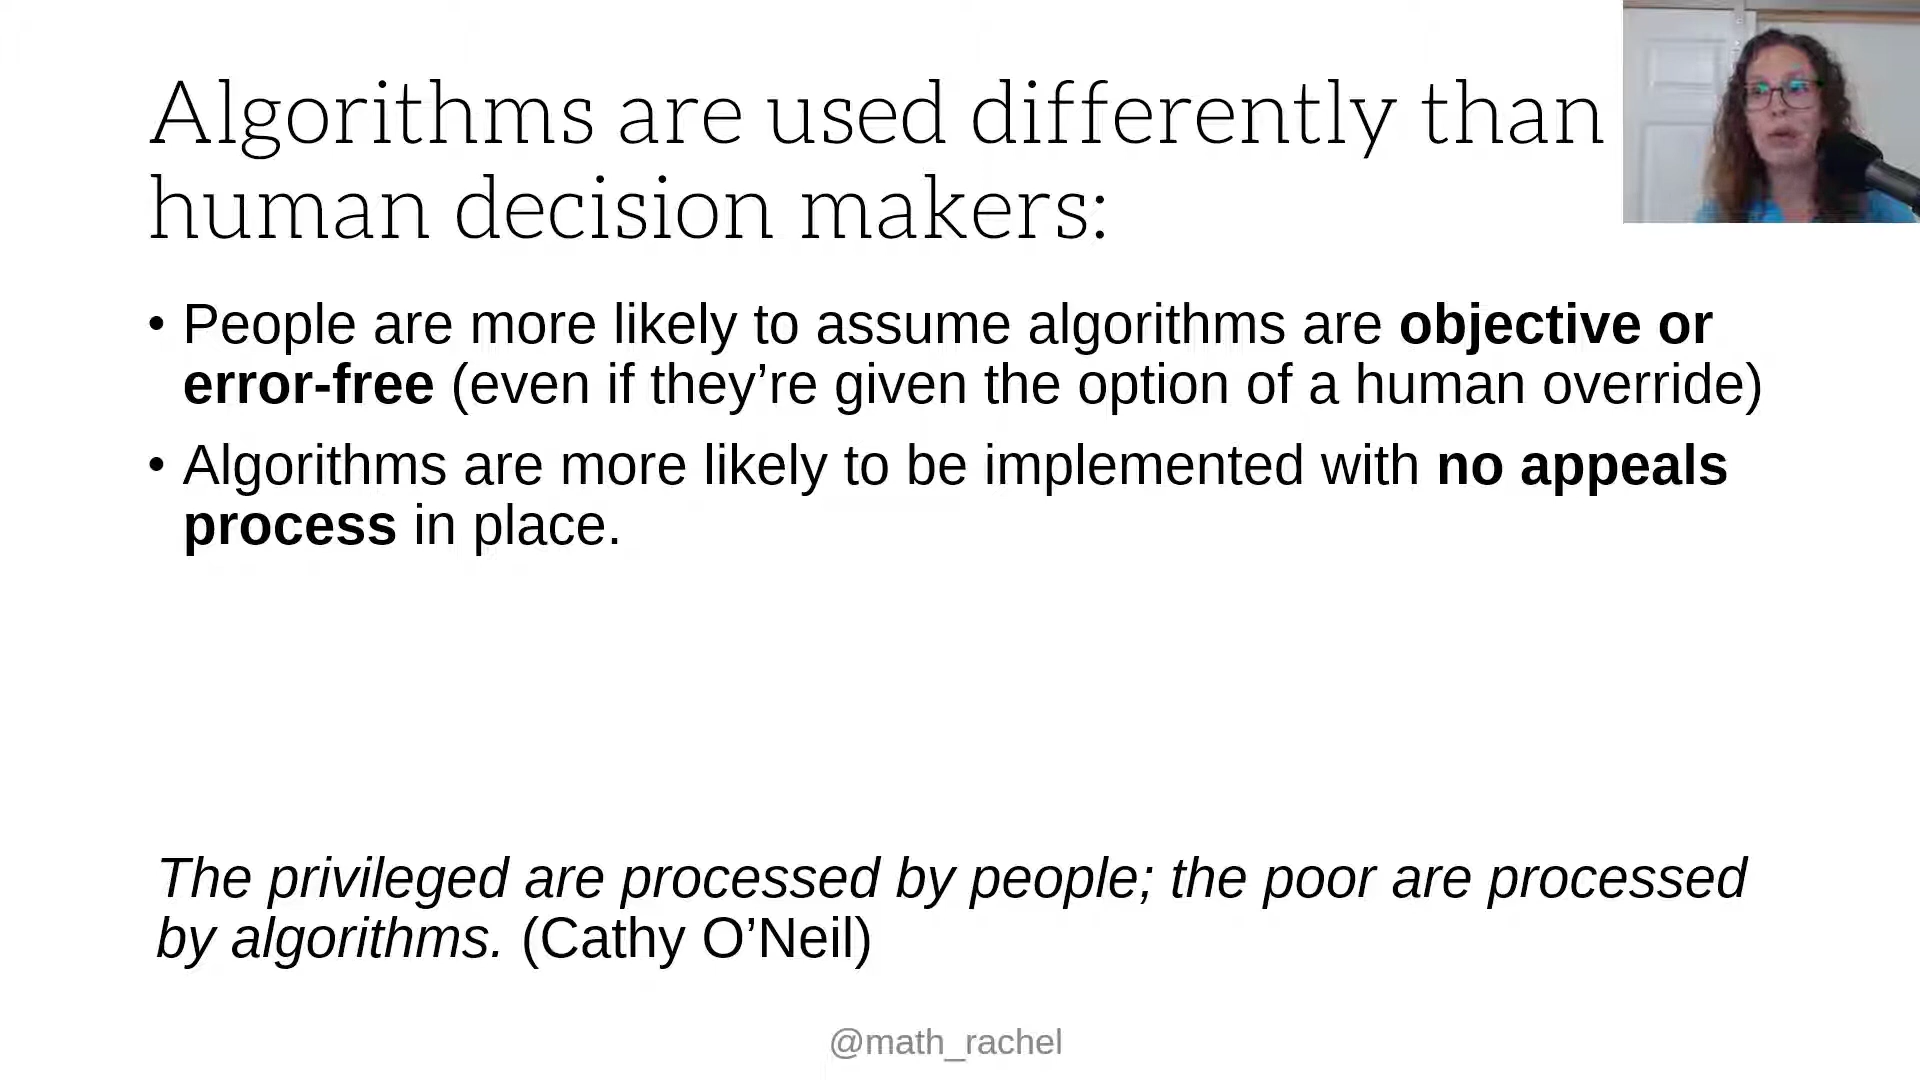 Algorithms are used differently than
human decision makers:
• People are more likely to assume algorithms are objective or
error-free (even if they’re given the option of a human override)
• Algorithms are more likely to be implemented with no appeals
process in place.
The privileged are processed by people; the poor are processed
by algorithms. (Cathy O’Neil)
@math_rachel